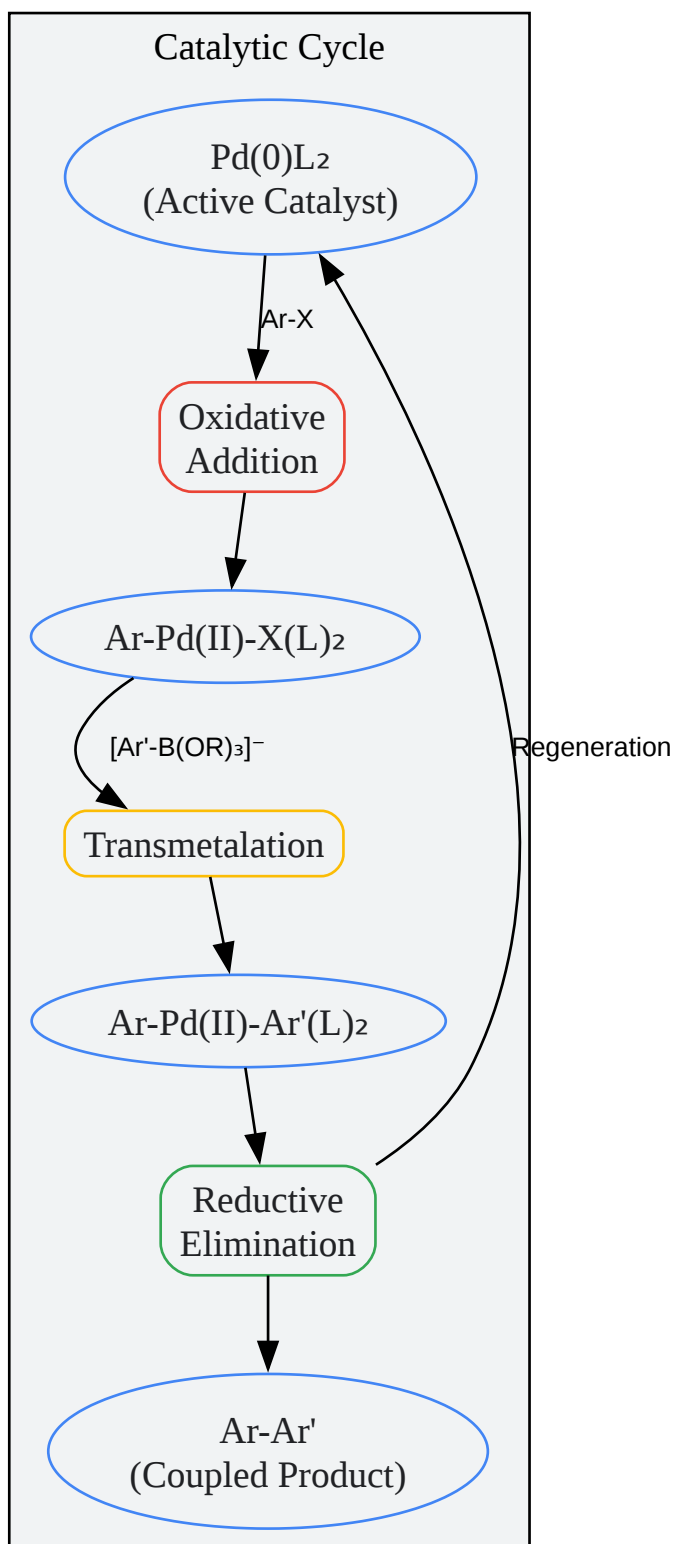 Catalytic Cycle
Pd(0)L₂
(Active Catalyst)
Ar-X
Oxidative
Addition
Ar-Pd(II)-X(L)₂
[Ar'-B(OR)₃]⁻
Regeneration
Transmetalation
Ar-Pd(II)-Ar'(L)₂
Reductive
Elimination
Ar-Ar'
(Coupled Product)